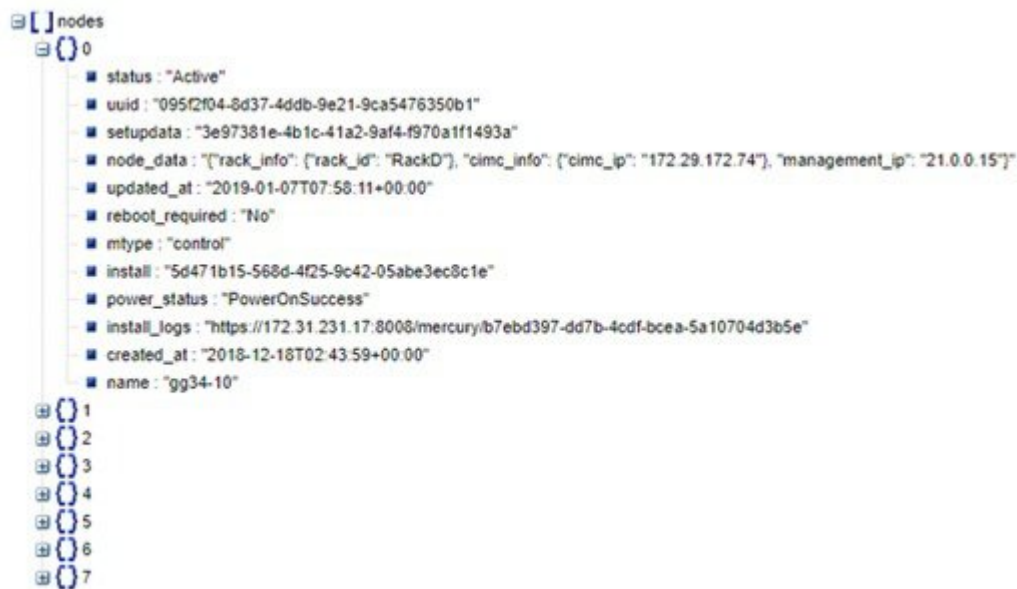 [ ] nodes
{ } 0
status : "Active"
uuid : "095f2f04-8d37-4ddb-9e21-9ca5476350b1"
setupdata : "3e97381e-4b1c-41a2-9af4-f970a1f1493a"
node_data : "{"rack_info": {"rack_id": "RackD"}, "cimc_info": {"cimc_ip": "172.29.172.74"}, "management_ip": "21.0.0.15"}"
updated_at : "2019-01-07T07:58:11+00:00"
reboot_required : "No"
mtype : "control"
install : "5d471b15-568d-4f25-9c42-05abe3ec8c1e"
power_status : "PowerOnSuccess"
install_logs : "https://172.31.231.17:8008/mercury/b7ebd397-dd7b-4cdf-bcea-5a10704d3b5e"
created_at : "2018-12-18T02:43:59+00:00"
name : "gg34-10"
{ } 1
{ } 2
{ } 3
{ } 4
{ } 5
{ } 6
{ } 7